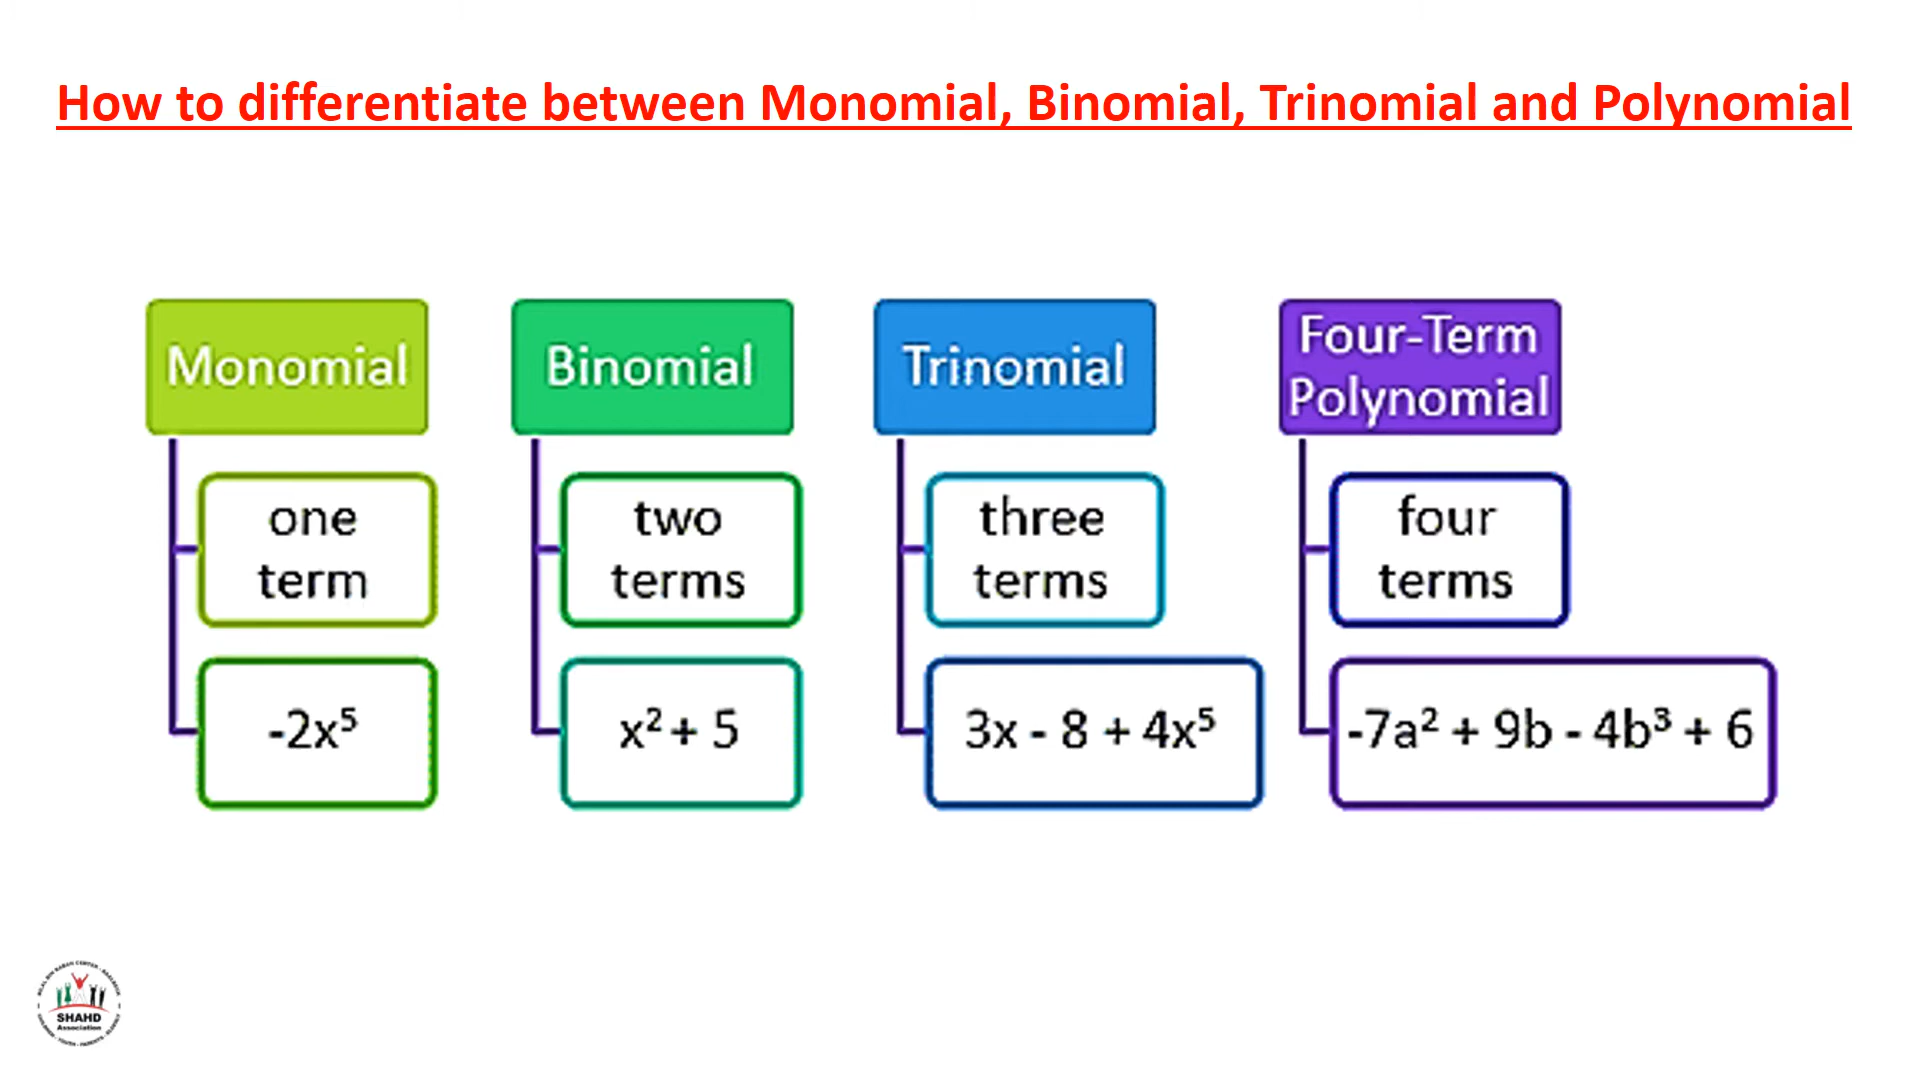 How to differentiate between Monomial, Binomial, Trinomial and Polynomial
Monomial
one
term
-2x⁵
Binomial
two
terms
x² + 5
Trinomial
three
terms
3x - 8 + 4x⁵
Four-Term
Polynomial
four
terms
-7a² + 9b - 4b³ + 6
SHAHD
Association